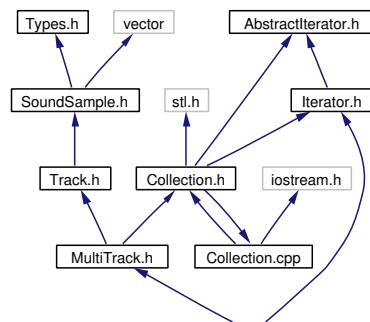 Types.h
vector
AbstractIterator.h
SoundSample.h
stl.h
Iterator.h
Track.h
Collection.h
iostream.h
MultiTrack.h
Collection.cpp